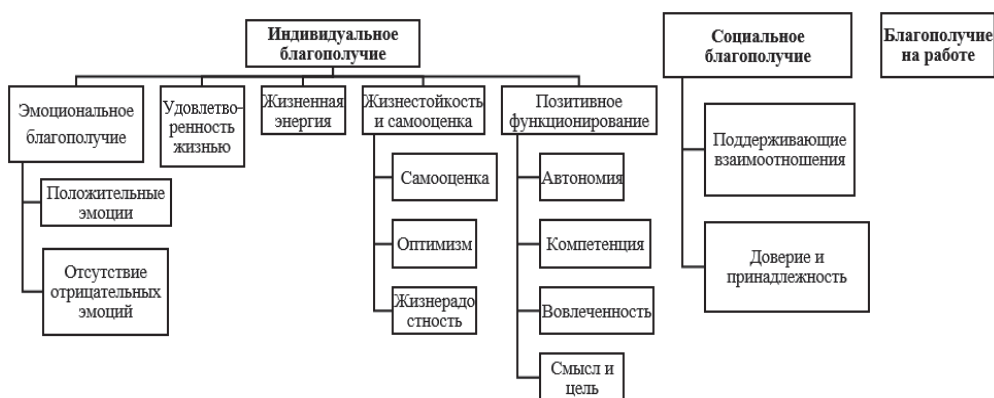 Индивидуальное
благополучие
Социальное
благополучие
Благополучие
на работе
Эмоциональное
благополучие
Удовлетво-
ренность
жизнью
Жизненная
энергия
Жизнестойкость
и самооценка
Позитивное
функционирование
Положительные
эмоции
Отсутствие
отрицательных
эмоций
Самооценка
Оптимизм
Жизнерадо
стность
Автономия
Компетенция
Вовлеченность
Смысл и
цель
Поддерживающие
взаимоотношения
Доверие и
принадлежность